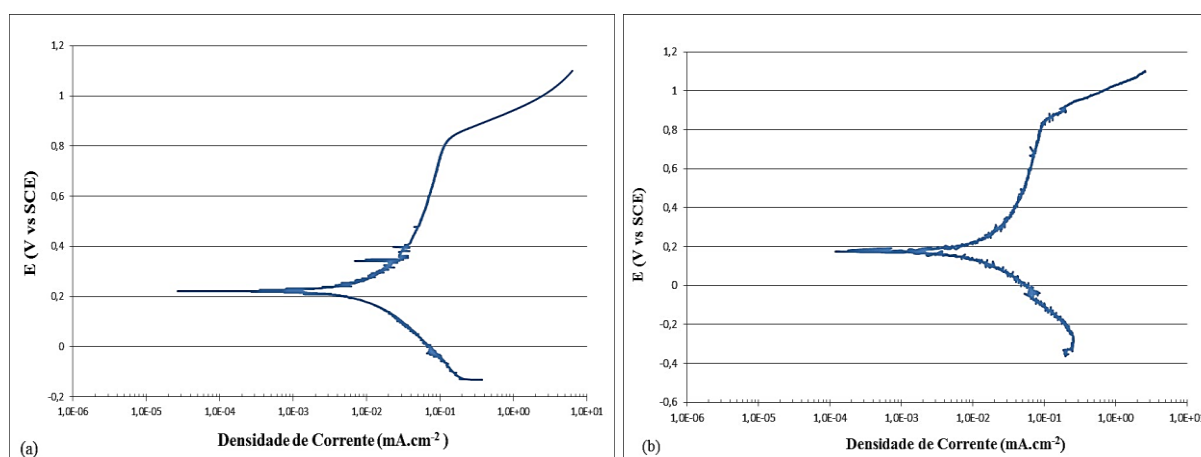 1,2
1
0,8
0,6
0,4
0,2
0
-0,2
E (V vs SCE)
1,0E-06 1,0E-05 1,0E-04 1,0E-03 1,0E-02 1,0E-01 1,0E+00 1,0E+01
Densidade de Corrente (mA.cm-2 )
(a)
1,2
1
0,8
0,6
0,4
0,2
0
-0,2
-0,4
-0,6
E (V vs SCE)
1,0E-06 1,0E-05 1,0E-04 1,0E-03 1,0E-02 1,0E-01 1,0E+00 1,0E+01
Densidade de Corrente (mA.cm-2)
(b)